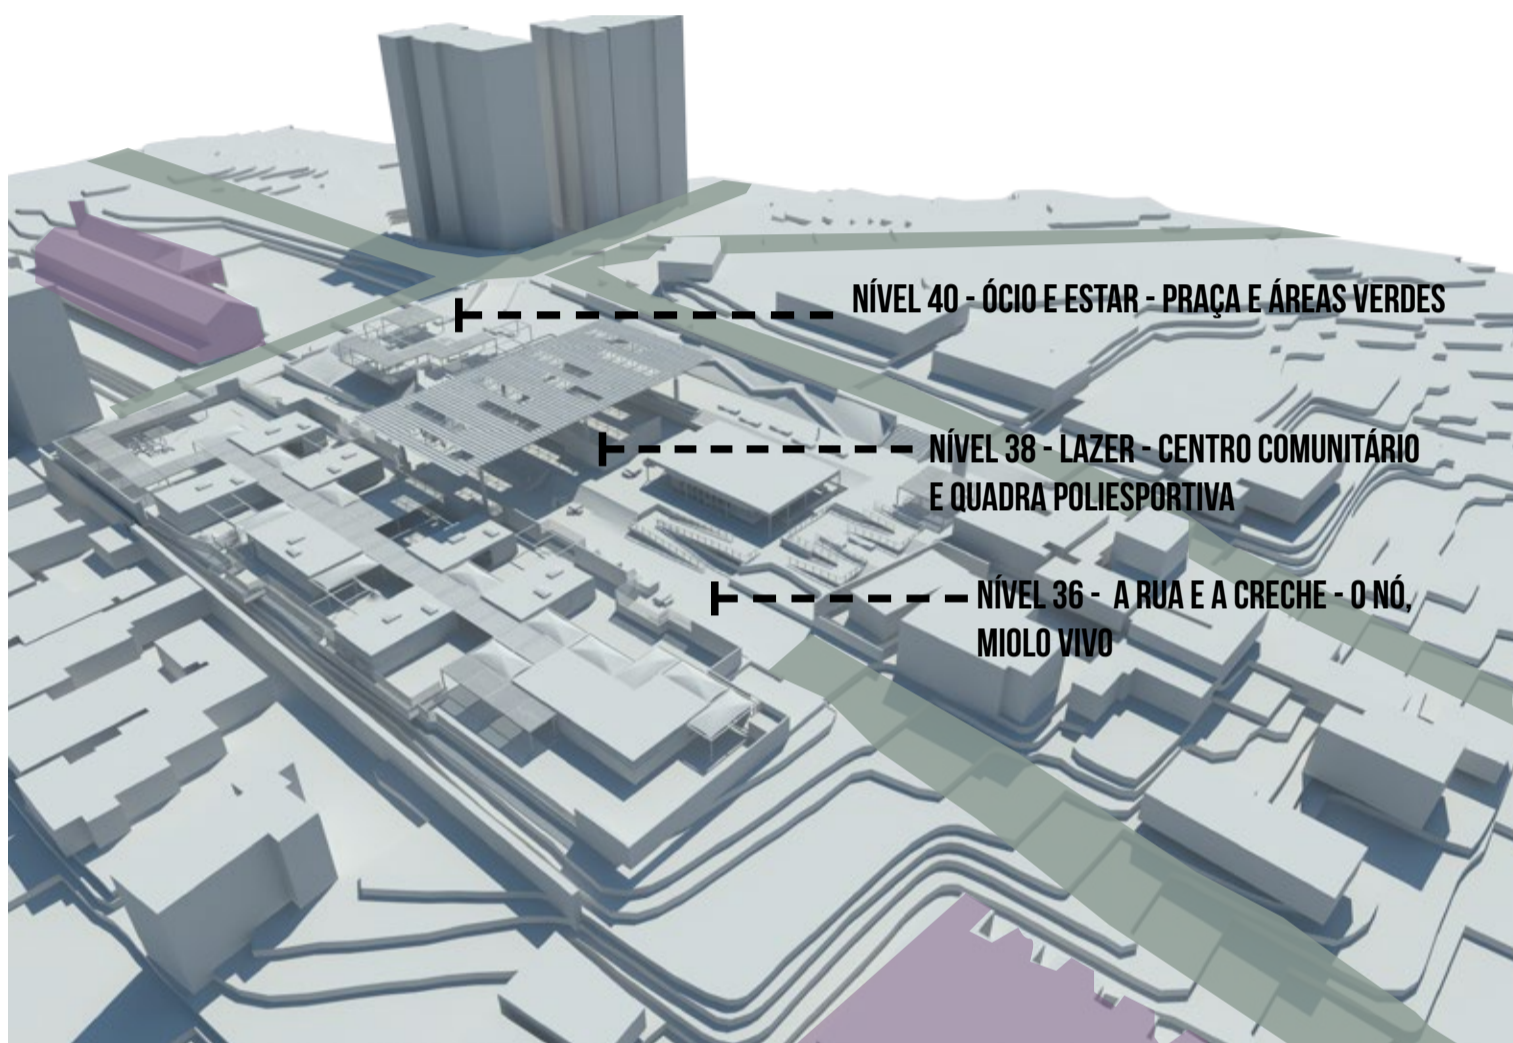 NÍVEL 40 - ÓCIO E ESTAR - PRAÇA E ÁREAS VERDES
NÍVEL 38 - LAZER - CENTRO COMUNITÁRIO
E QUADRA POLIESPORTIVA
NÍVEL 36 - A RUA E A CRECHE - O NÓ,
MIOLO VIVO